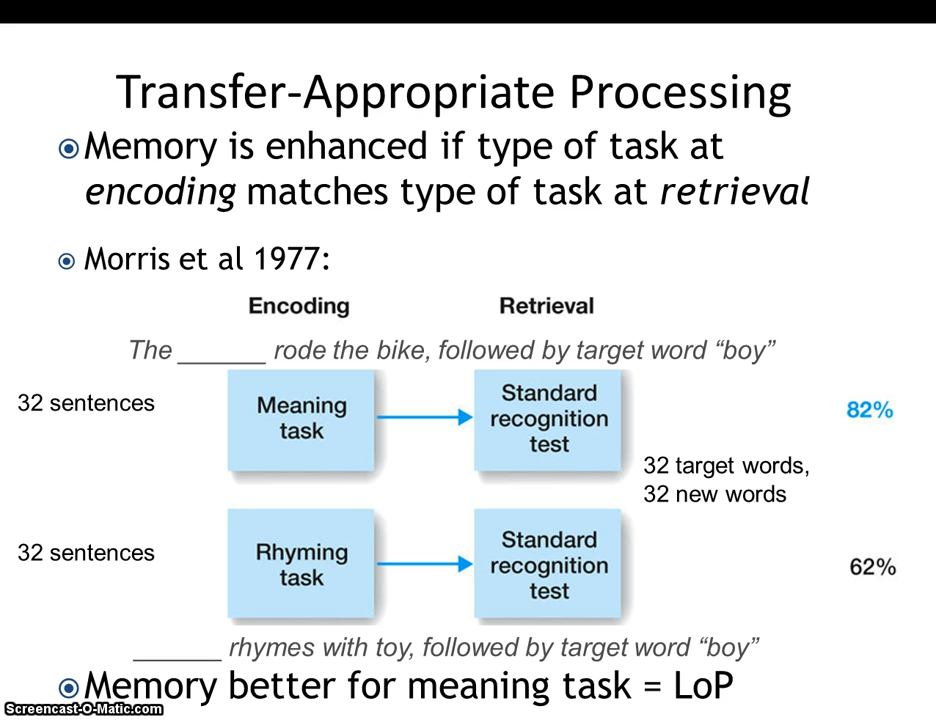 Transfer-Appropriate Processing
Memory is enhanced if type of task at
encoding matches type of task at retrieval
Morris et al 1977:
Encoding Retrieval
The ______ rode the bike, followed by target word “boy”
32 sentences
Meaning
task
Standard
recognition
test
82%
32 target words,
32 new words
32 sentences
Rhyming
task
Standard
recognition
test
62%
______ rhymes with toy, followed by target word “boy”
Memory better for meaning task = LoP
Screencast-O-Matic.com